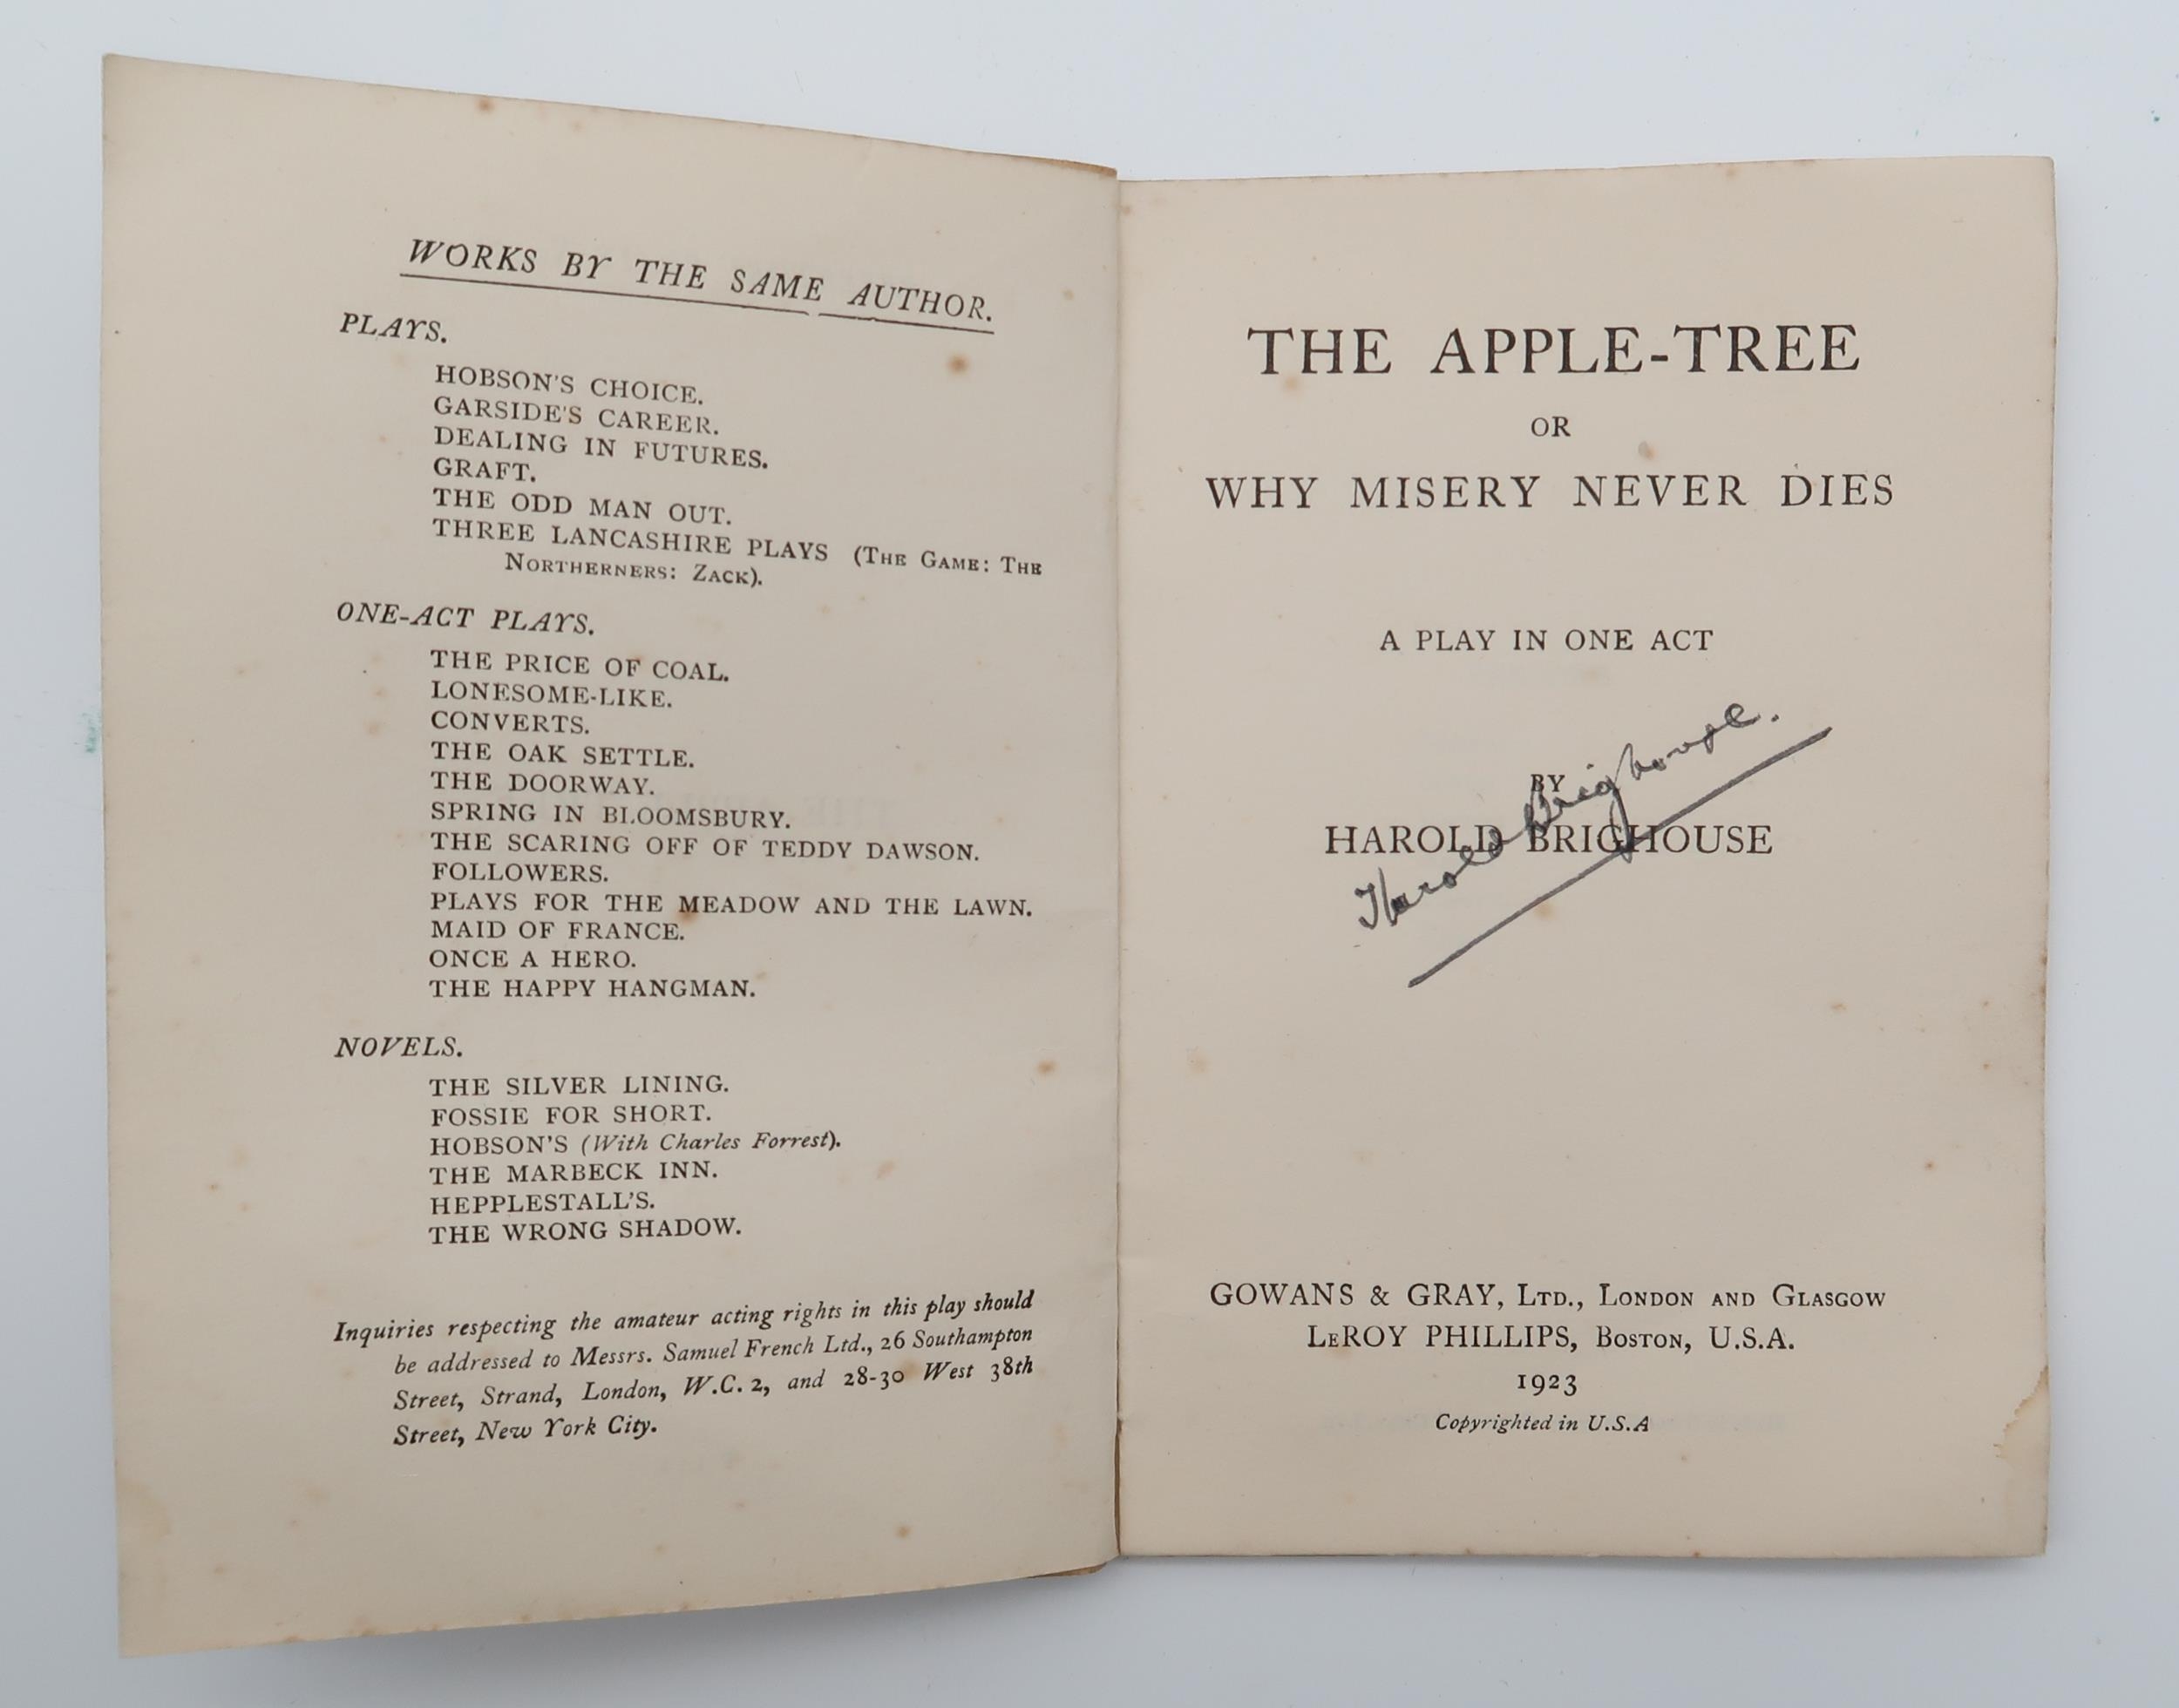 WORKS BY THE SAME AUTHOR.
PLAYS.
HOBSON'S CHOICE.
GARSIDE'S CAREER.
DEALING IN FUTURES.
GRAFT.
THE ODD MAN OUT.
THREE LANCASHIRE PLAYS (THE GAME: THE
NORTHERNERS: ZACK).
ONE-ACT PLAYS.
THE PRICE OF COAL.
LONESOME-LIKE.
CONVERTS.
THE OAK SETTLE.
THE DOORWAY.
SPRING IN BLOOMSBURY.
THE SCARING OFF OF TEDDY DAWSON.
FOLLOWERS.
PLAYS FOR THE MEADOW AND THE LAWN.
MAID OF FRANCE.
ONCE A HERO.
THE HAPPY HANGMAN.
NOVELS.
THE SILVER LINING.
FOSSIE FOR SHORT.
HOBSON'S (With Charles Forrest).
THE MARBECK INN.
HEPPLESTALL'S.
THE WRONG SHADOW.
Inquiries respecting the amateur acting rights in this play should
be addressed to Messrs. Samuel French Ltd., 26 Southampton
Street, Strand, London, W.C. 2, and 28-30 West 38th
Street, New York City.
THE APPLE-TREE
OR
WHY MISERY NEVER DIES
A PLAY IN ONE ACT
BY
HAROLD BRIGHOUSE
Harold Brighouse.
GOWANS & GRAY, LTD., LONDON AND GLASGOW
LEROY PHILLIPS, BOSTON, U.S.A.
1923
Copyrighted in U.S.A